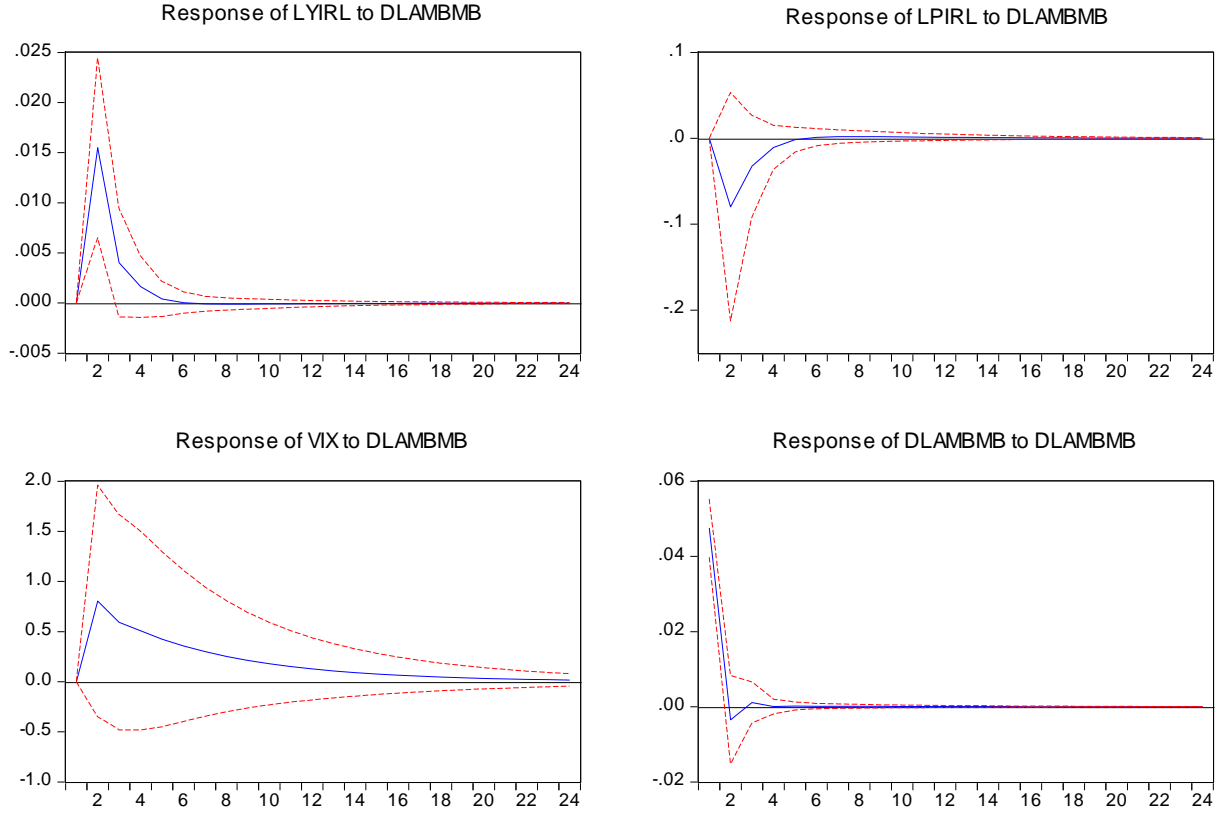 Response of LYIRL to DLAMBMB
.025
.020
.015
.010
.005
.000
-.005
2 4 6 8 10 12 14 16 18 20 22 24
Response of LPIRL to DLAMBMB
.1
.0
-.1
-.2
2 4 6 8 10 12 14 16 18 20 22 24
Response of VIX to DLAMBMB
2.0
1.5
1.0
0.5
0.0
-0.5
-1.0
2 4 6 8 10 12 14 16 18 20 22 24
Response of DLAMBMB to DLAMBMB
.06
.04
.02
.00
-.02
2 4 6 8 10 12 14 16 18 20 22 24